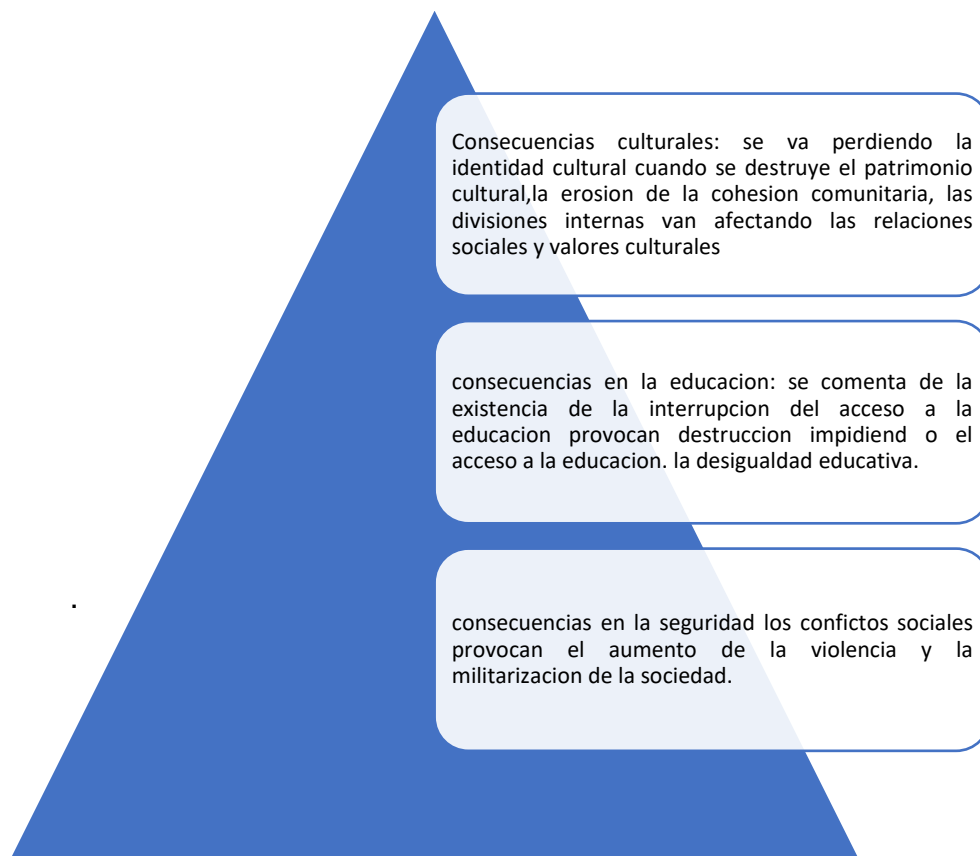 Consecuencias culturales: se va perdiendo la
identidad cultural cuando se destruye el patrimonio
cultural,la erosion de la cohesion comunitaria, las
divisiones internas van afectando las relaciones
sociales y valores culturales
consecuencias en la educacion: se comenta de la
existencia de la interrupcion del acceso a la
educacion provocan destruccion impidiend o el
acceso a la educacion. la desigualdad educativa.
.
consecuencias en la seguridad los confictos sociales
provocan el aumento de la violencia y la
militarizacion de la sociedad.